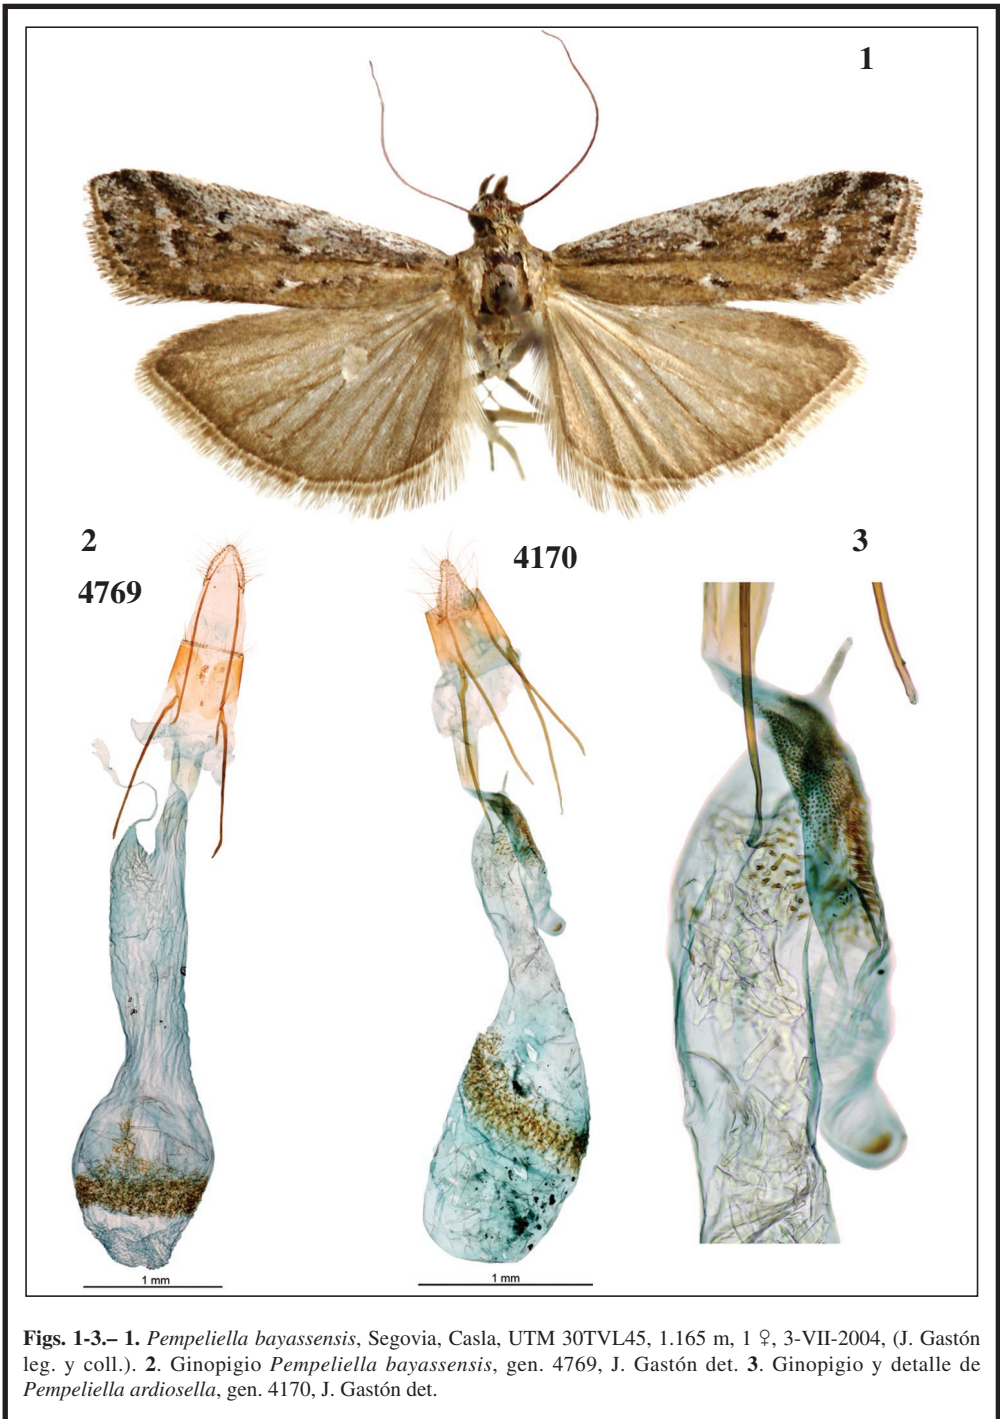 1
2
4769
4170
3
1 mm
1 mm
Figs. 1-3.– 1. Pempeliella bayassensis, Segovia, Casla, UTM 30TVL45, 1.165 m, 1 ♀, 3-VII-2004, (J. Gastón
leg. y coll.). 2. Ginopigio Pempeliella bayassensis, gen. 4769, J. Gastón det. 3. Ginopigio y detalle de
Pempeliella ardiosella, gen. 4170, J. Gastón det.